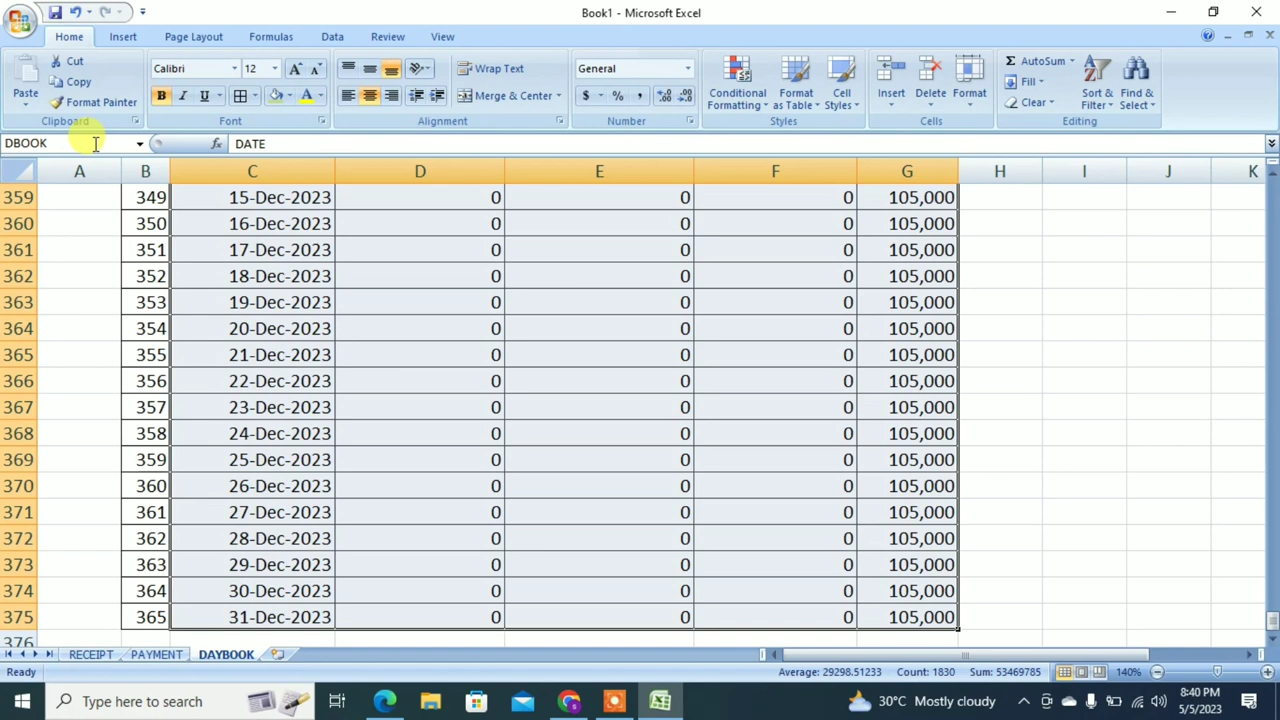 Book1 - Microsoft Excel
Home Insert Page Layout Formulas Data Review View
Paste
Cut
Copy
Format Painter
Clipboard
Calibri 12
B I U
Font
Wrap Text
Merge & Center
Alignment
General
$ % ,
Number
Conditional Formatting
Format as Table
Cell Styles
Styles
Insert Delete Format
Cells
Σ AutoSum
Fill
Clear
Sort & Filter
Find & Select
Editing
DBOOK fx DATE
A B C D E F G H I J K
359 349 15-Dec-2023 0 0 0 105,000
360 350 16-Dec-2023 0 0 0 105,000
361 351 17-Dec-2023 0 0 0 105,000
362 352 18-Dec-2023 0 0 0 105,000
363 353 19-Dec-2023 0 0 0 105,000
364 354 20-Dec-2023 0 0 0 105,000
365 355 21-Dec-2023 0 0 0 105,000
366 356 22-Dec-2023 0 0 0 105,000
367 357 23-Dec-2023 0 0 0 105,000
368 358 24-Dec-2023 0 0 0 105,000
369 359 25-Dec-2023 0 0 0 105,000
370 360 26-Dec-2023 0 0 0 105,000
371 361 27-Dec-2023 0 0 0 105,000
372 362 28-Dec-2023 0 0 0 105,000
373 363 29-Dec-2023 0 0 0 105,000
374 364 30-Dec-2023 0 0 0 105,000
375 365 31-Dec-2023 0 0 0 105,000
376
RECEIPT PAYMENT DAYBOOK
Ready Average: 29298.51233 Count: 1830 Sum: 53469785 140%
Type here to search 30°C Mostly cloudy 8:40 PM
5/5/2023